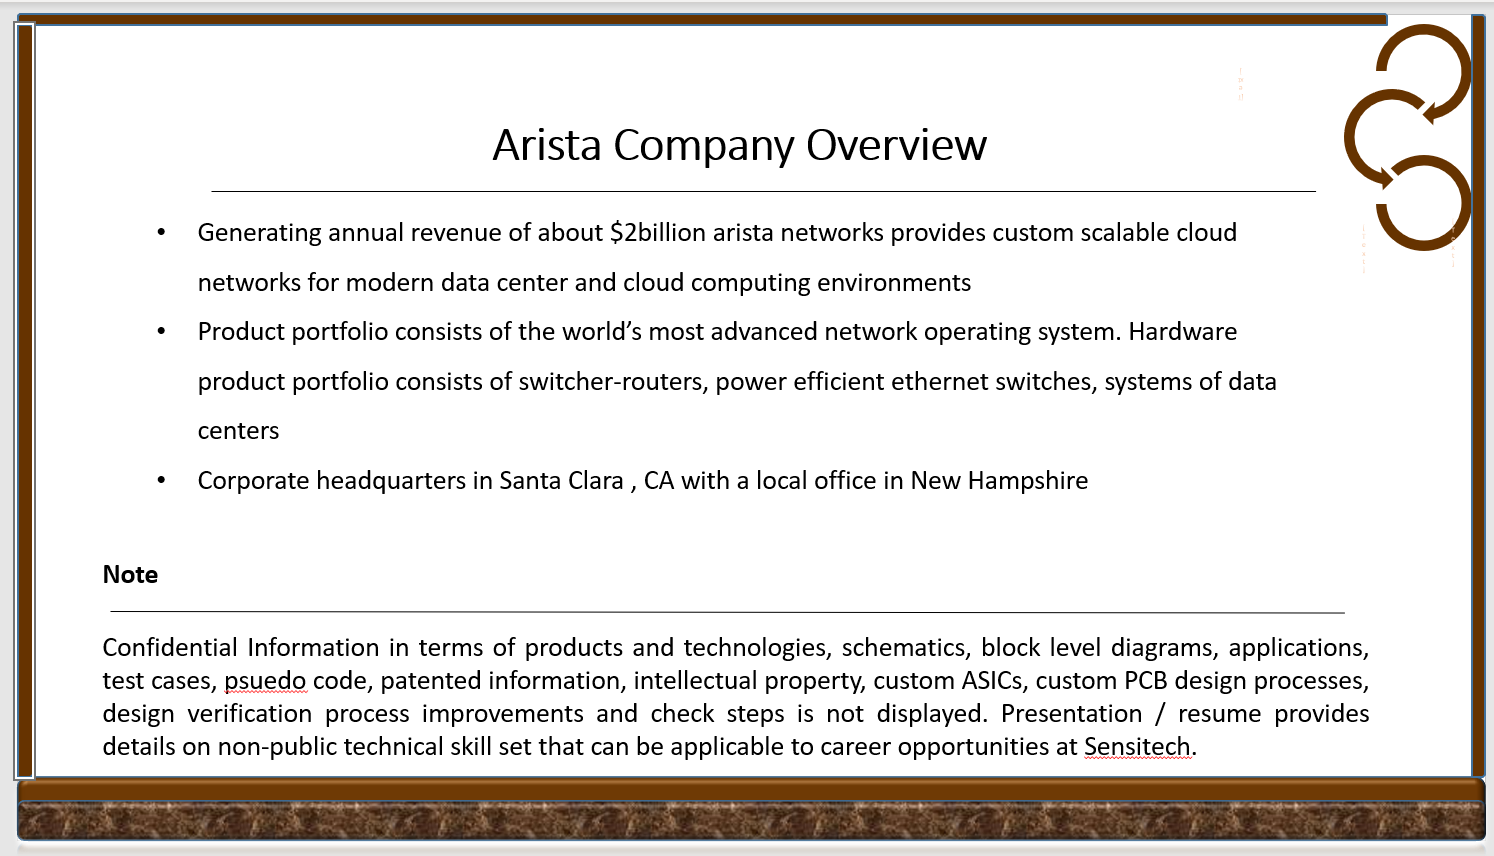 Arista Company Overview
• Generating annual revenue of about $2billion arista networks provides custom scalable cloud
networks for modern data center and cloud computing environments
• Product portfolio consists of the world’s most advanced network operating system. Hardware
product portfolio consists of switcher-routers, power efficient ethernet switches, systems of data
centers
• Corporate headquarters in Santa Clara , CA with a local office in New Hampshire
Note
Confidential Information in terms of products and technologies, schematics, block level diagrams, applications,
test cases, psuedo code, patented information, intellectual property, custom ASICs, custom PCB design processes,
design verification process improvements and check steps is not displayed. Presentation / resume provides
details on non-public technical skill set that can be applicable to career opportunities at Sensitech.